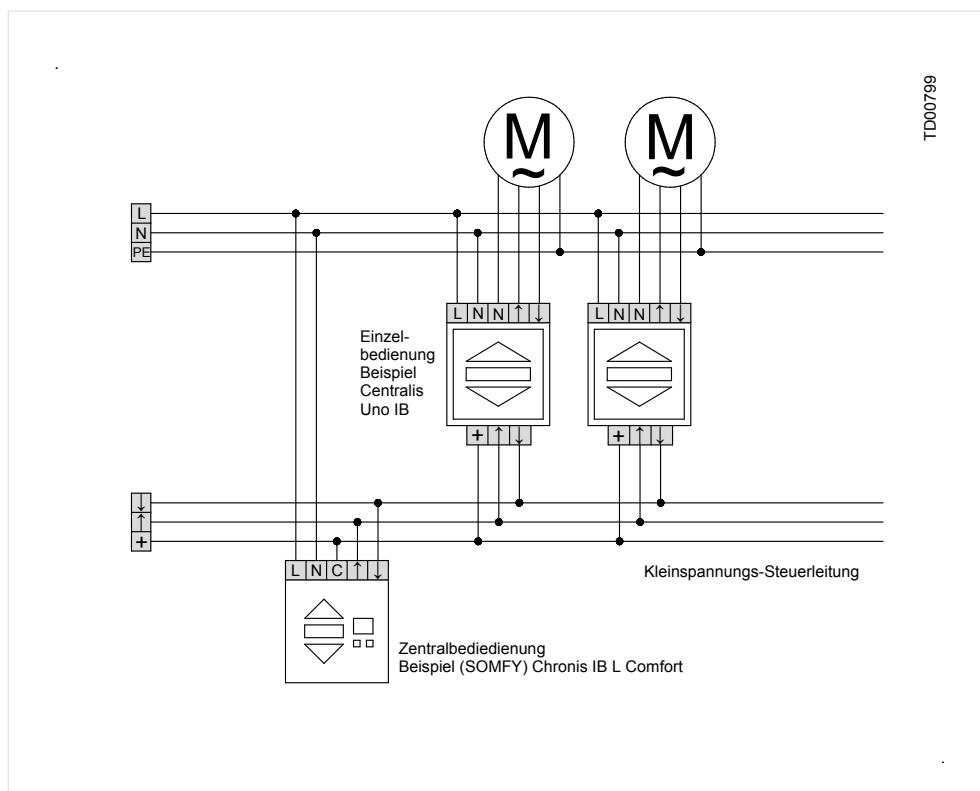 TD00799
M
~
M
~
L
N
PE
L N N ↑ ↓
L N N ↑ ↓
Einzel-
bedienung
Beispiel
Centralis
Uno IB
+ ↑ ↓
+ ↑ ↓
↓
↑
+
L N C ↑ ↓
Kleinspannungs-Steuerleitung
Zentralbediedienung
Beispiel (SOMFY) Chronis IB L Comfort